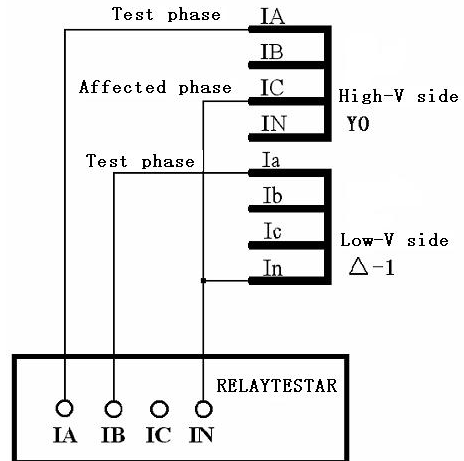 Test phase IA
IB
Affected phase IC
High-V side
IN
Y0
Test phase Ia
Ib
Ic
Low-V side
In
△-1
RELAYTESTAR
IA IB IC IN